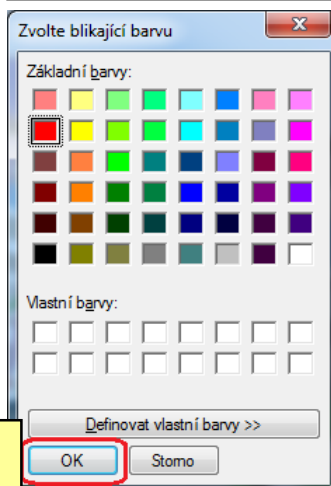 Zvolte blikající barvu
Základní barvy:
Vlastní barvy:
Definovat vlastní barvy >>
OK
Storno